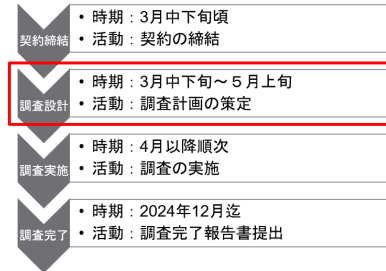 契約締結
• 時期：3月中下旬頃
• 活動：契約の締結
調査設計
• 時期：3月中下旬～５月上旬
• 活動：調査計画の策定
調査実施
• 時期：4月以降順次
• 活動：調査の実施
調査完了
• 時期：2024年12月迄
• 活動：調査完了報告書提出